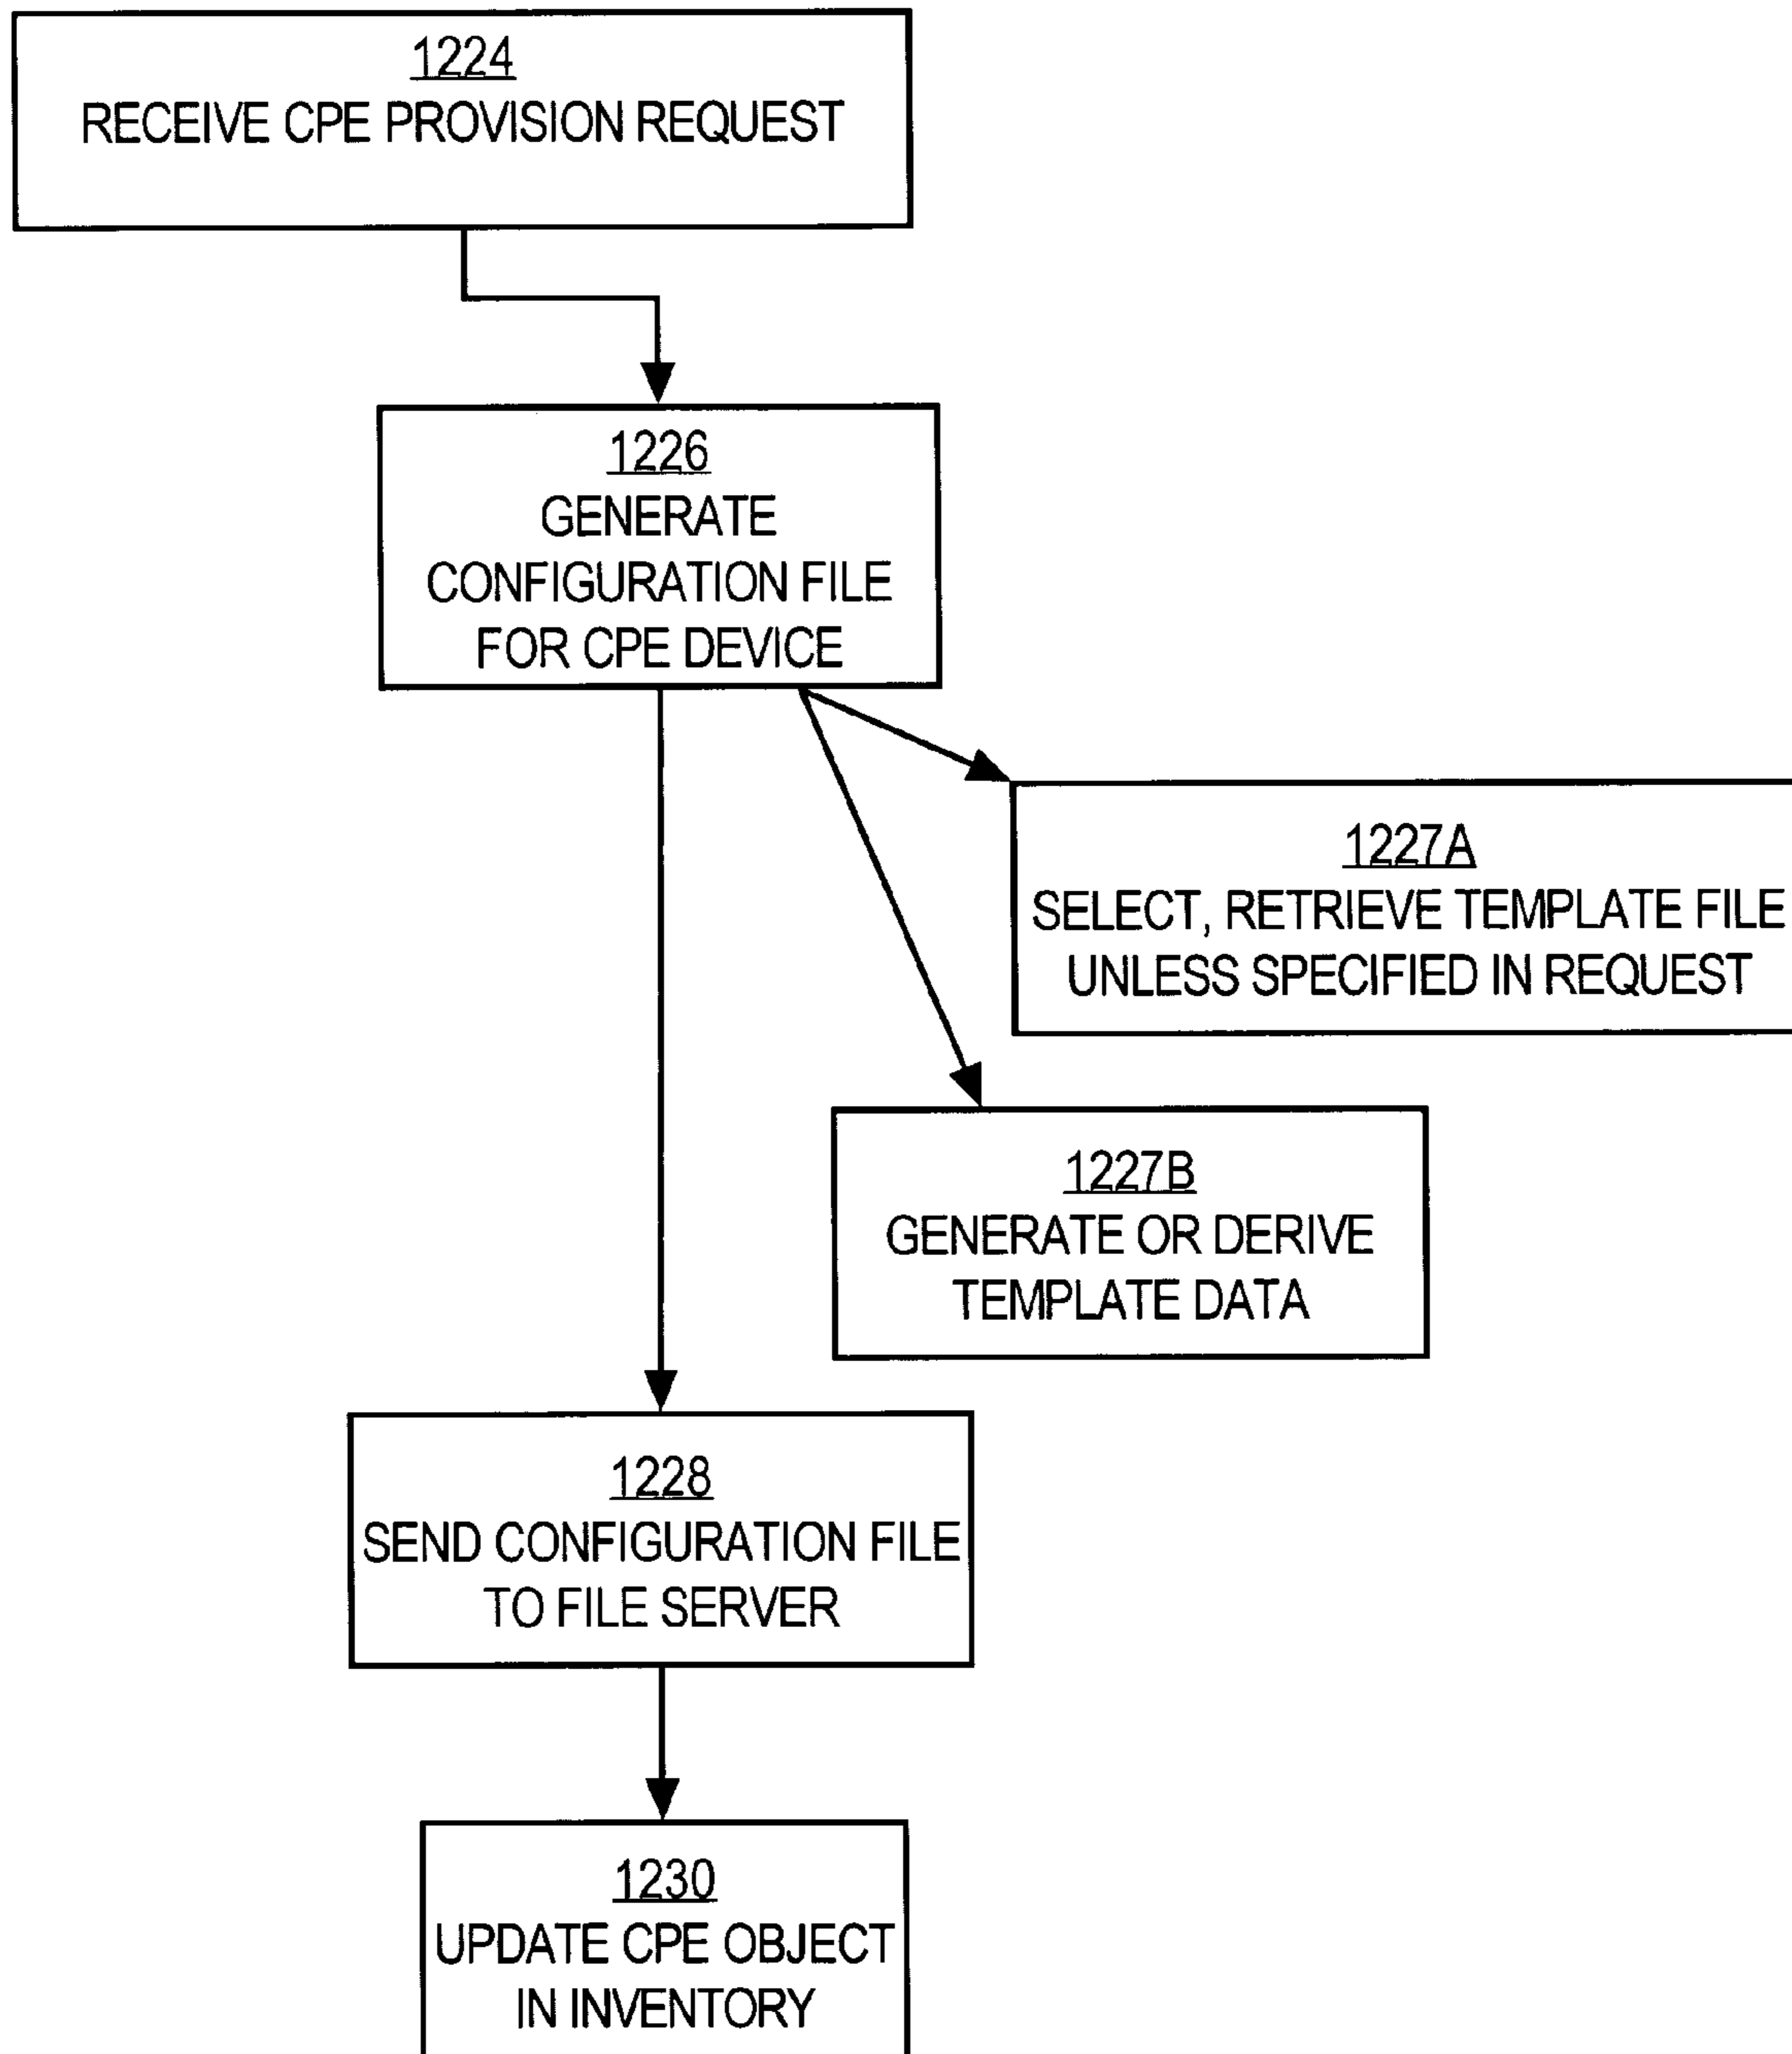 1224
RECEIVE CPE PROVISION REQUEST
1226
GENERATE
CONFIGURATION FILE
FOR CPE DEVICE
1227A
SELECT, RETRIEVE TEMPLATE FILE
UNLESS SPECIFIED IN REQUEST
1227B
GENERATE OR DERIVE
TEMPLATE DATA
1228
SEND CONFIGURATION FILE
TO FILE SERVER
1230
UPDATE CPE OBJECT
IN INVENTORY